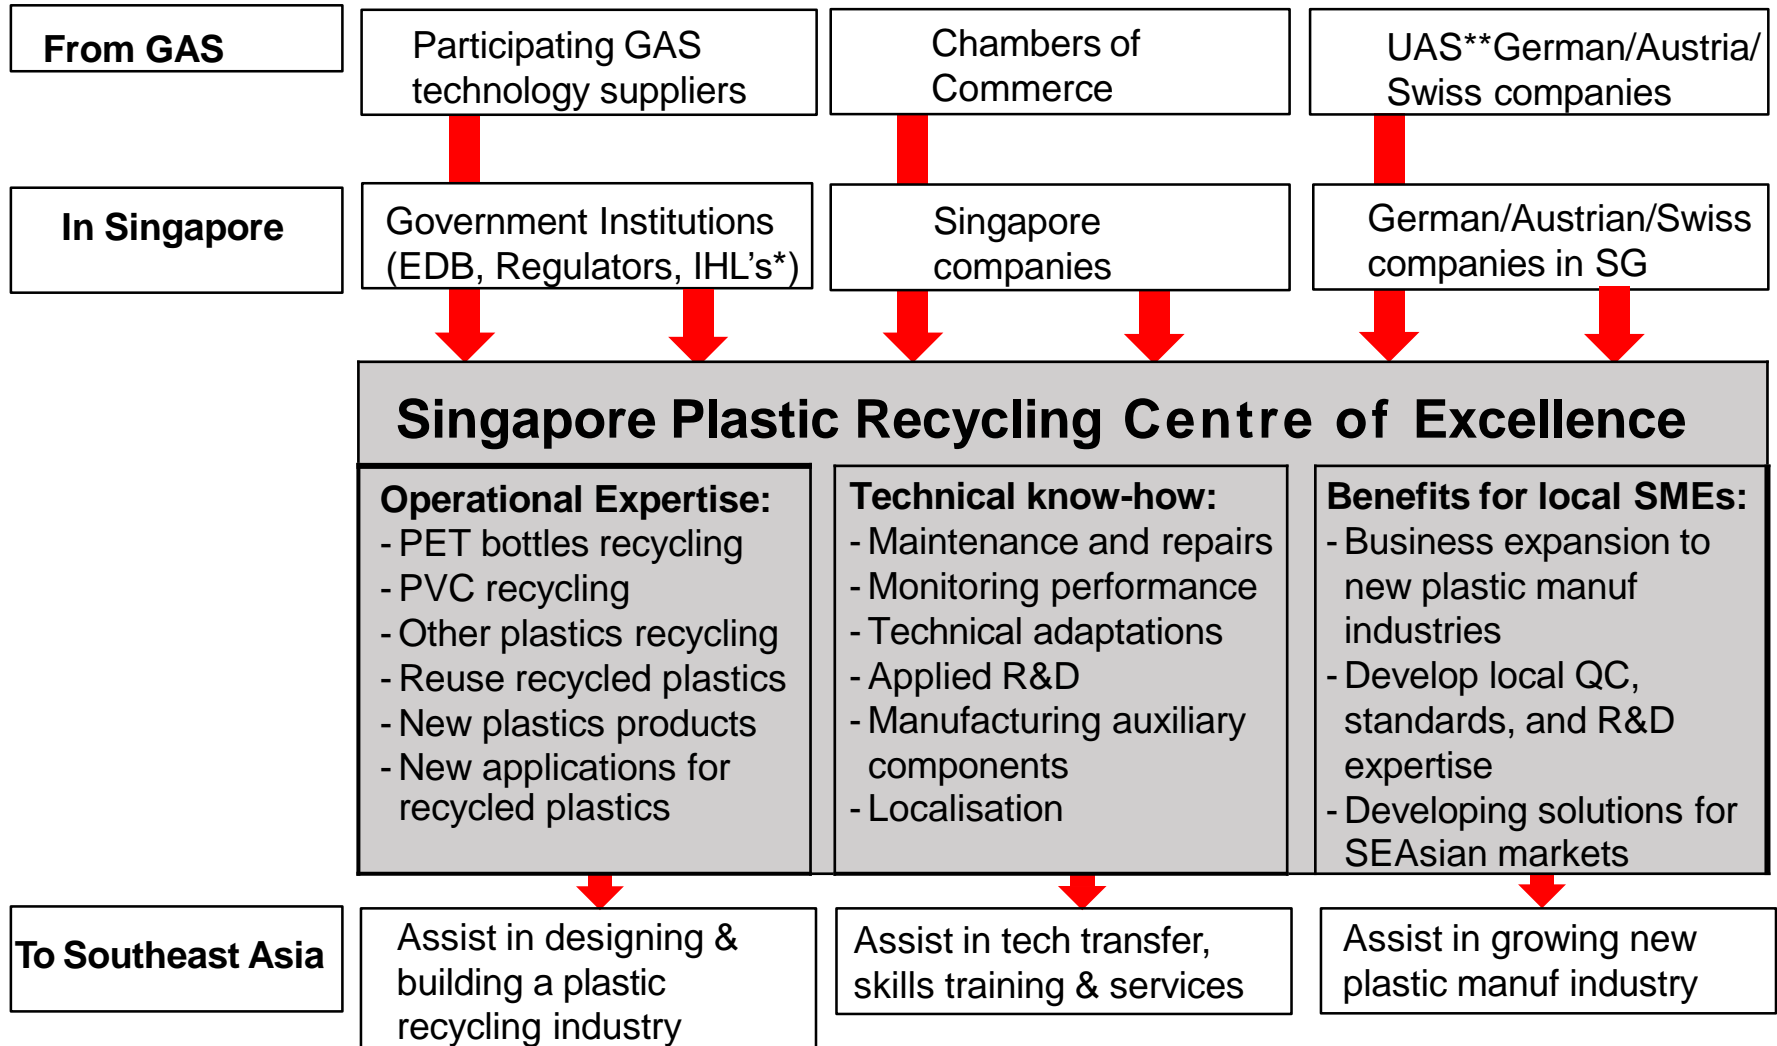 From GAS
Participating GAS
technology suppliers
Chambers of
Commerce
UAS**German/Austria/
Swiss companies
In Singapore
Government Institutions
(EDB, Regulators, IHL’s*)
Singapore
companies
German/Austrian/Swiss
companies in SG
Singapore Plastic Recycling Centre of Excellence
Operational Expertise:
- PET bottles recycling
- PVC recycling
- Other plastics recycling
- Reuse recycled plastics
- New plastics products
- New applications for
recycled plastics
Technical know-how:
- Maintenance and repairs
- Monitoring performance
- Technical adaptations
- Applied R&D
- Manufacturing auxiliary
components
- Localisation
Benefits for local SMEs:
- Business expansion to
new plastic manuf
industries
- Develop local QC,
standards, and R&D
expertise
- Developing solutions for
SEAsian markets
To Southeast Asia
Assist in designing &
building a plastic
recycling industry
Assist in tech transfer,
skills training & services
Assist in growing new
plastic manuf industry